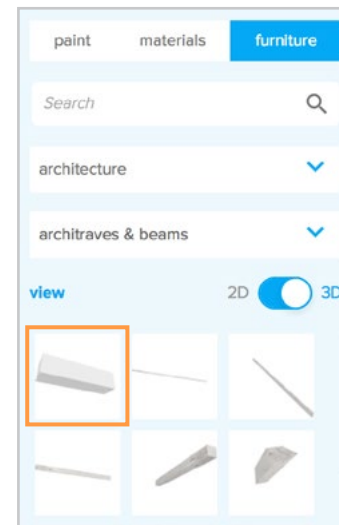 paint materials furniture
Search
architecture
architraves & beams
view 2D 3D